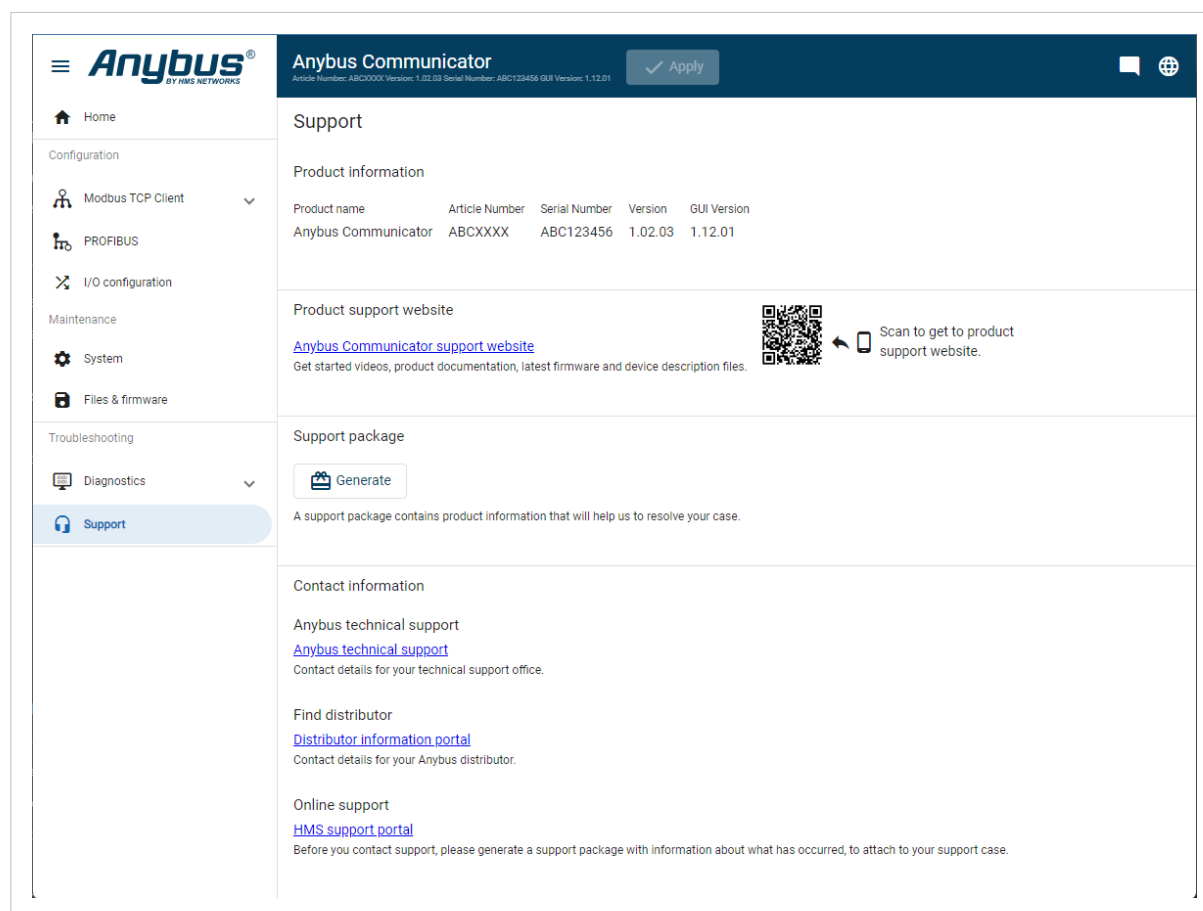 Anybus®
BY HMS NETWORKS
Anybus Communicator
Article Number: ABCXXXX Version: 1.02.03 Serial Number: ABC123456 GUI Version: 1.12.01
Apply
Home
Configuration
Modbus TCP Client
PROFIBUS
I/O configuration
Maintenance
System
Files & firmware
Troubleshooting
Diagnostics
Support
Support
Product information
Product name Article Number Serial Number Version GUI Version
Anybus Communicator ABCXXXX ABC123456 1.02.03 1.12.01
Product support website
Anybus Communicator support website
Get started videos, product documentation, latest firmware and device description files.
Scan to get to product
support website.
Support package
Generate
A support package contains product information that will help us to resolve your case.
Contact information
Anybus technical support
Anybus technical support
Contact details for your technical support office.
Find distributor
Distributor information portal
Contact details for your Anybus distributor.
Online support
HMS support portal
Before you contact support, please generate a support package with information about what has occurred, to attach to your support case.